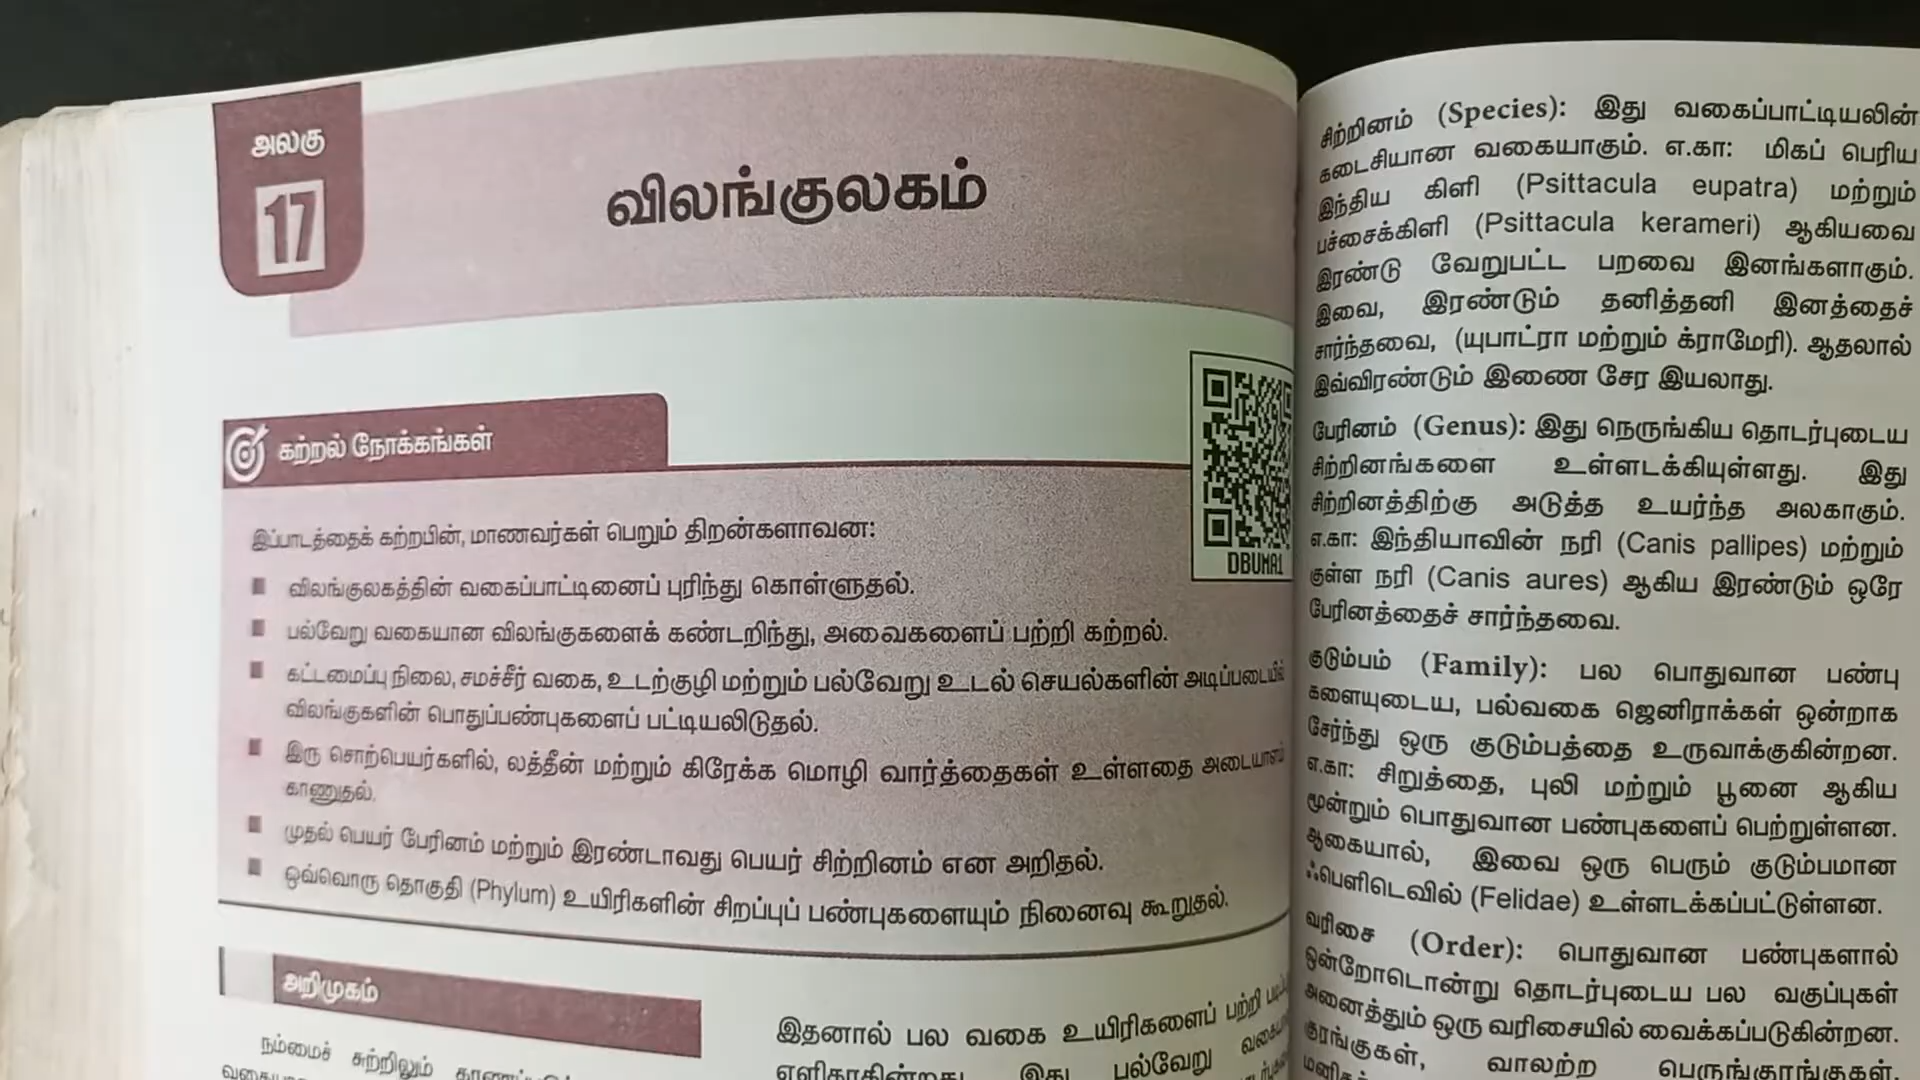 அலகு
17
விலங்குலகம்
கற்றல் நோக்கங்கள்
DBUMA1
இப்பாடத்தைக் கற்றபின், மாணவர்கள் பெறும் திறன்களாவன:
விலங்குலகத்தின் வகைப்பாட்டினைப் புரிந்து கொள்ளுதல்.
பல்வேறு வகையான விலங்குகளைக் கண்டறிந்து, அவைகளைப் பற்றி கற்றல்.
கட்டமைப்பு நிலை, சமச்சீர் வகை, உடற்குழி மற்றும் பல்வேறு உடல் செயல்களின் அடிப்படையில்
விலங்குகளின் பொதுப்பண்புகளைப் பட்டியலிடுதல்.
இரு சொற்பெயர்களில், லத்தீன் மற்றும் கிரேக்க மொழி வார்த்தைகள் உள்ளதை அடையாளம்
காணுதல்.
முதல் பெயர் பேரினம் மற்றும் இரண்டாவது பெயர் சிற்றினம் என அறிதல்.
ஒவ்வொரு தொகுதி (Phylum) உயிரிகளின் சிறப்புப் பண்புகளையும் நினைவு கூறுதல்.
அறிமுகம்
நம்மைச் சுற்றிலும்
இதனால் பல வகை உயிரிகளைப் பற்றி
இது பல்வேறு
சிற்றினம் (Species): இது வகைப்பாட்டியலின்
கடைசியான வகையாகும். எ.கா: மிகப் பெரிய
இந்திய கிளி (Psittacula eupatra) மற்றும்
பச்சைக்கிளி (Psittacula kerameri) ஆகியவை
இரண்டு வேறுபட்ட பறவை இனங்களாகும்.
இவை, இரண்டும் தனித்தனி இனத்தைச்
சார்ந்தவை, (யுபாட்ரா மற்றும் க்ராமேரி). ஆதலால்
இவ்விரண்டும் இணை சேர இயலாது.
பேரினம் (Genus): இது நெருங்கிய தொடர்புடைய
சிற்றினங்களை உள்ளடக்கியுள்ளது. இது
சிற்றினத்திற்கு அடுத்த உயர்ந்த அலகாகும்.
எ.கா: இந்தியாவின் நரி (Canis pallipes) மற்றும்
குள்ள நரி (Canis aures) ஆகிய இரண்டும் ஒரே
பேரினத்தைச் சார்ந்தவை.
குடும்பம் (Family): பல பொதுவான பண்பு
களையுடைய, பல்வகை ஜெனிராக்கள் ஒன்றாக
சேர்ந்து ஒரு குடும்பத்தை உருவாக்குகின்றன.
எ.கா: சிறுத்தை, புலி மற்றும் பூனை ஆகிய
மூன்றும் பொதுவான பண்புகளைப் பெற்றுள்ளன.
ஆகையால், இவை ஒரு பெரும் குடும்பமான
ஃபெளிடெவில் (Felidae) உள்ளடக்கப்பட்டுள்ளன.
வரிசை (Order): பொதுவான பண்புகளால்
ஒன்றோடொன்று தொடர்புடைய பல வகுப்புகள்
அனைத்தும் ஒரு வரிசையில் வைக்கப்படுகின்றன.
குரங்குகள், வாலற்ற பெருங்குரங்குகள்,